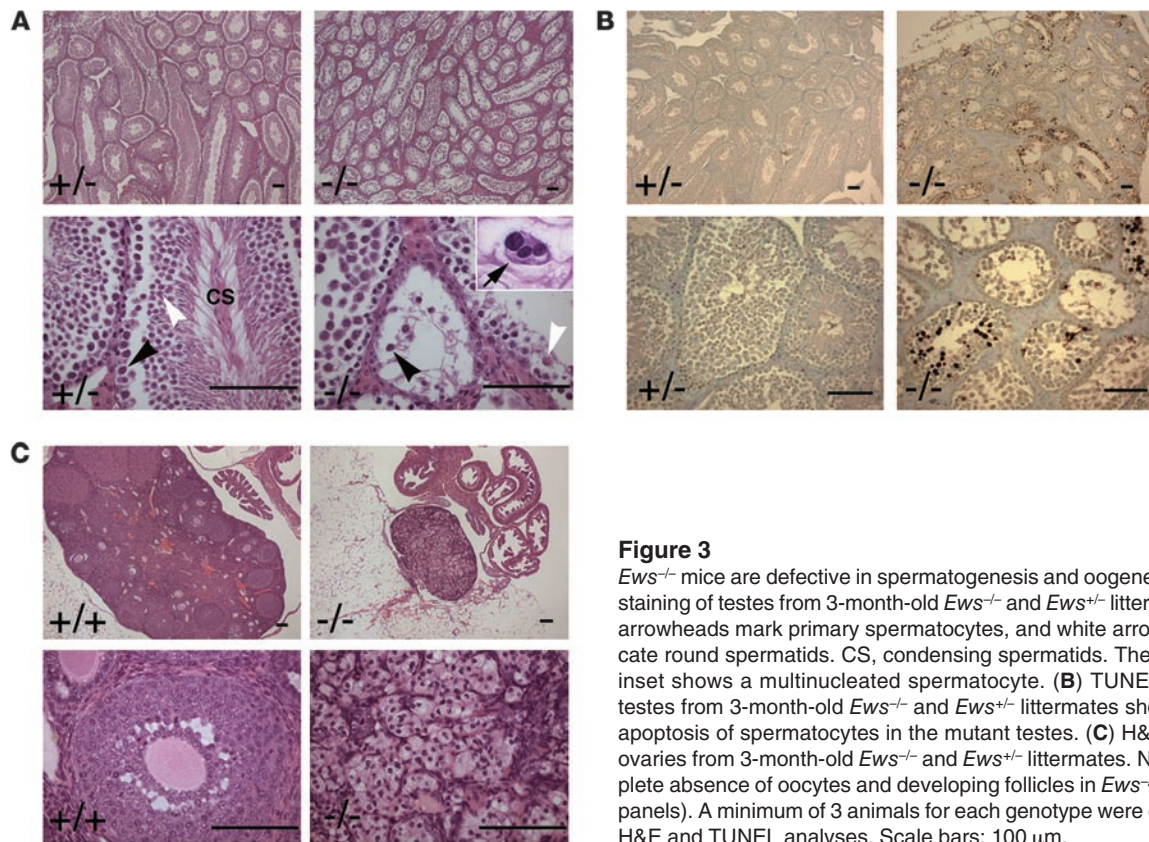 A
B
+/-
-/-
+/-
-/-
+/-
CS
-/-
+/-
-/-
C
+/+
-/-
+/+
-/-
Figure 3
Ews–/– mice are defective in spermatogenesis and oogene
staining of testes from 3-month-old Ews–/– and Ews+/– litter
arrowheads mark primary spermatocytes, and white arro
cate round spermatids. CS, condensing spermatids. The
inset shows a multinucleated spermatocyte. (B) TUNE
testes from 3-month-old Ews–/– and Ews+/– littermates sho
apoptosis of spermatocytes in the mutant testes. (C) H&
ovaries from 3-month-old Ews–/– and Ews+/– littermates. N
plete absence of oocytes and developing follicles in Ews–
panels). A minimum of 3 animals for each genotype were
H&E and TUNEL analyses. Scale bars: 100 μm.